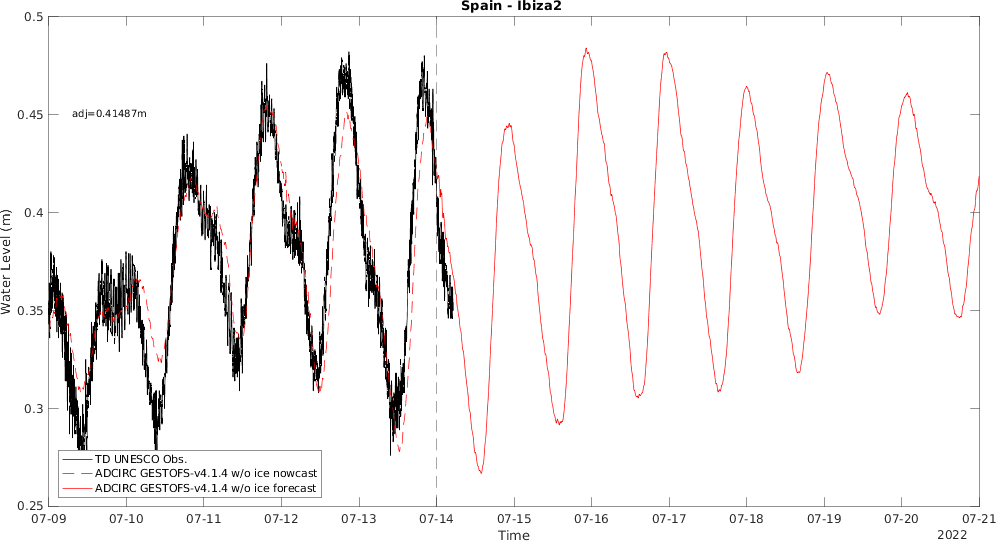 Spain - Ibiza2
0.5
0.45
0.4
0.35
0.3
0.25
Water Level (m)
adj=0.41487m
TD UNESCO Obs.
ADCIRC GESTOFS-v4.1.4 w/o ice nowcast
ADCIRC GESTOFS-v4.1.4 w/o ice forecast
07-09 07-10 07-11 07-12 07-13 07-14 07-15 07-16 07-17 07-18 07-19 07-20 07-21
Time
2022